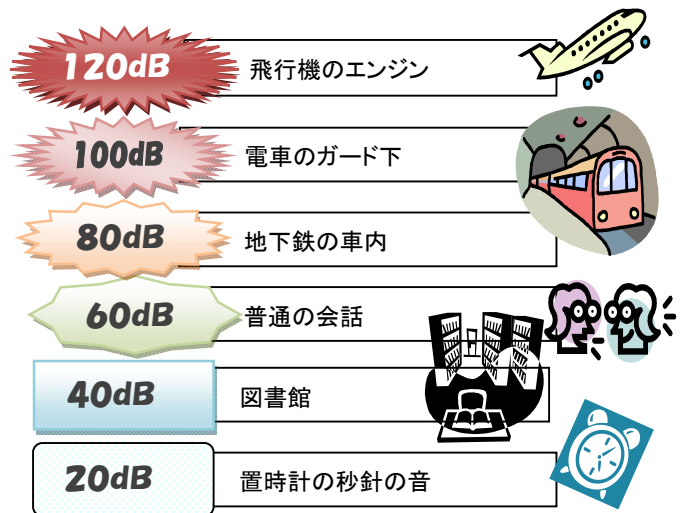 120dB 飛行機のエンジン
100dB 電車のガード下
80dB 地下鉄の車内
60dB 普通の会話
40dB 図書館
20dB 置時計の秒針の音